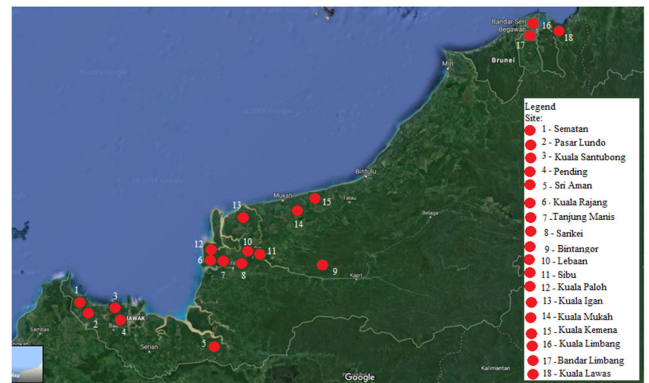 Bandar Seri
Begawan
16
18
17
Brunei
Miri
Legend
Site:
1 - Sematan
2 - Pasar Lundo
3 - Kuala Santubong
4 - Pending
5 - Sri Aman
6 - Kuala Rajang
7 - Tanjung Manis
8 - Sarikei
9 - Bintangor
10 - Lebaan
11 - Sibu
12 - Kuala Paloh
13 - Kuala Igan
14 - Kuala Mukah
15 - Kuala Kemena
16 - Kuala Limbang
17 - Bandar Limbang
18 - Kuala Lawas
Bintulu
Mukah
15
Tatau
13
14
Belaga
12
10
11
6
7
8
9
Kapit
1
3
2
4
AWAK
Sambas
Serian
5
Kalimantan
Google